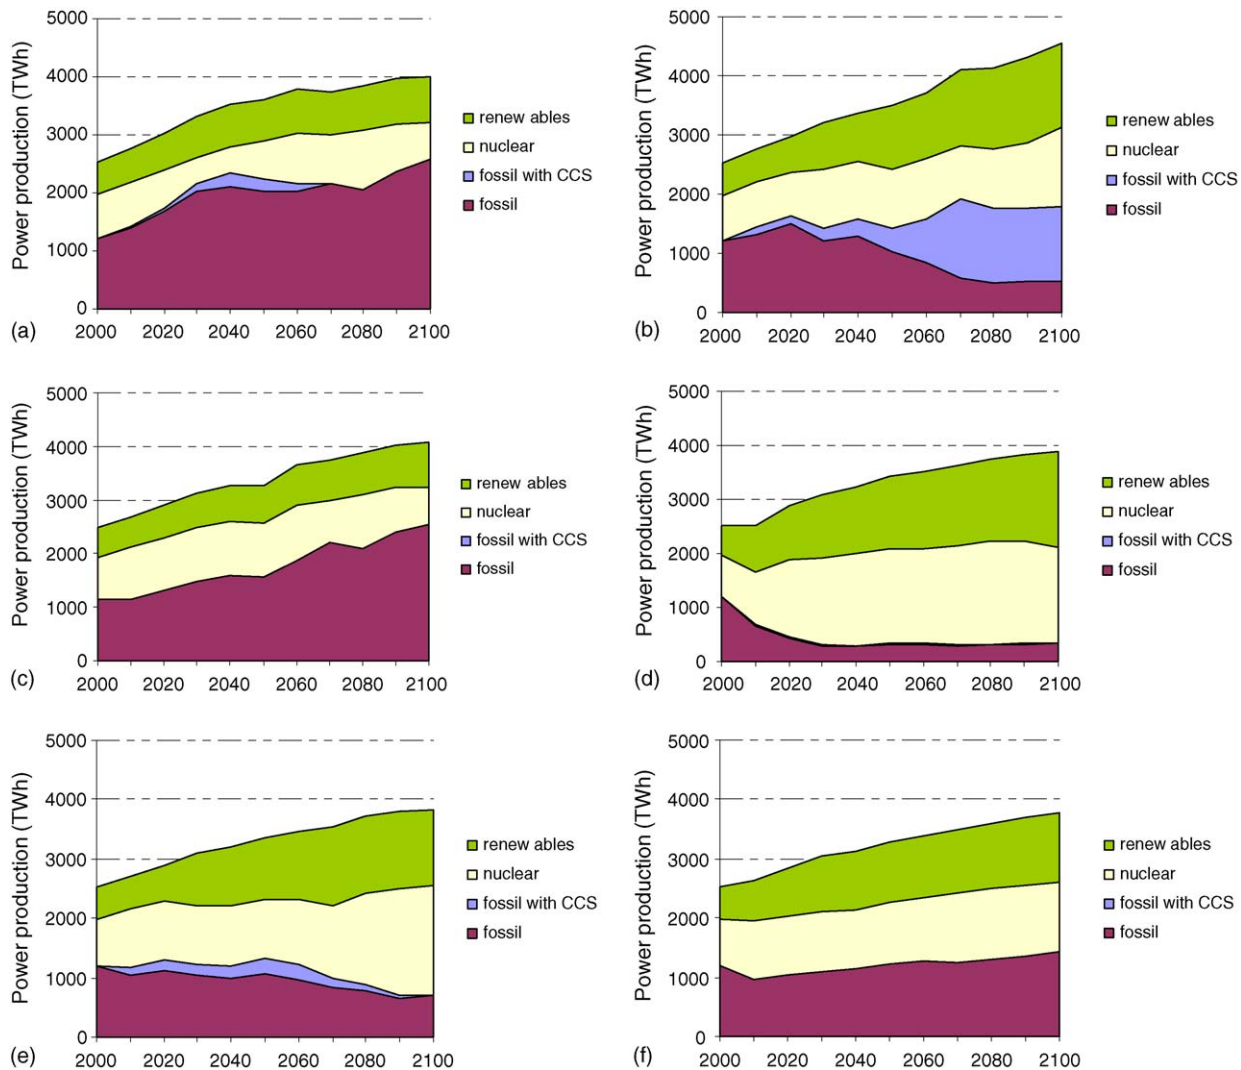 Power production (TWh)
5000
4000
3000
2000
1000
0
2000 2020 2040 2060 2080 2100
renew ables
nuclear
fossil with CCS
fossil
(a)
Power production (TWh)
5000
4000
3000
2000
1000
0
2000 2020 2040 2060 2080 2100
renew ables
nuclear
fossil with CCS
fossil
(b)
Power production (TWh)
5000
4000
3000
2000
1000
0
2000 2020 2040 2060 2080 2100
renew ables
nuclear
fossil with CCS
fossil
(c)
Power production (TWh)
5000
4000
3000
2000
1000
0
2000 2020 2040 2060 2080 2100
renew ables
nuclear
fossil with CCS
fossil
(d)
Power production (TWh)
5000
4000
3000
2000
1000
0
2000 2020 2040 2060 2080 2100
renew ables
nuclear
fossil with CCS
fossil
(e)
Power production (TWh)
5000
4000
3000
2000
1000
0
2000 2020 2040 2060 2080 2100
renew ables
nuclear
fossil with CCS
fossil
(f)